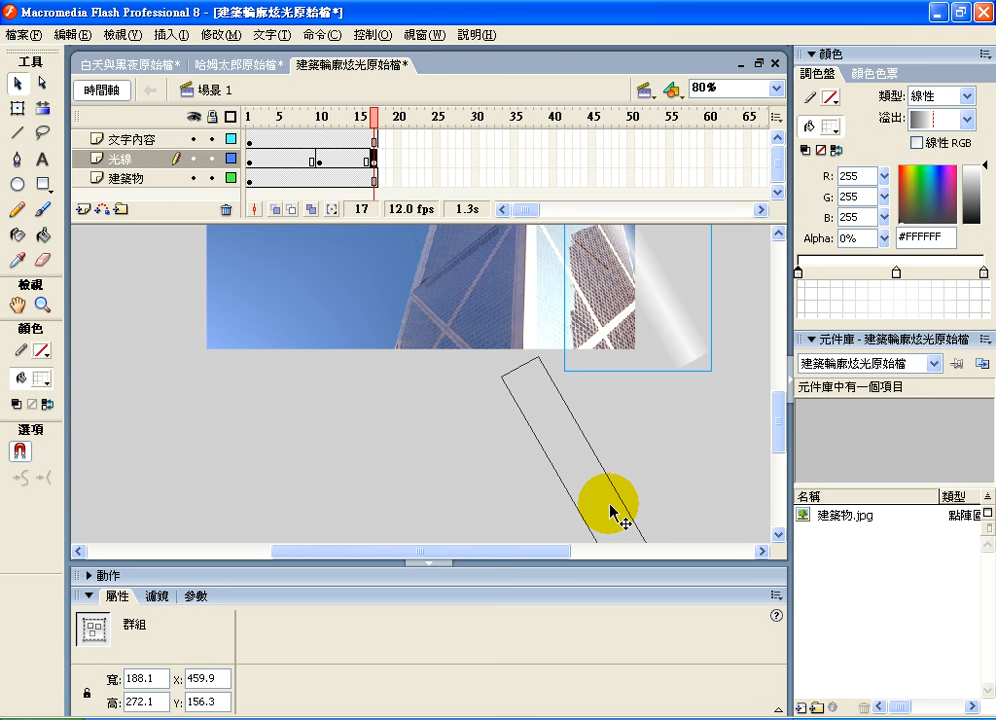 Macromedia Flash Professional 8 - [建築輪廓炫光原始檔*]
檔案(F) 編輯(E) 檢視(V) 插入(I) 修改(M) 文字(T) 命令(C) 控制(O) 視窗(W) 說明(H)
工具
檢視
顏色
選項
白天與黑夜原始檔* 哈姆太郎原始檔* 建築輪廓炫光原始檔*
時間軸 場景 1 80%
1 5 10 15 20 25 30 35 40 45 50 55 60 65
文字內容
光線
建築物
17 12.0 fps 1.3s
動作
屬性 濾鏡 參數
群組
寬: 188.1 X: 459.9
高: 272.1 Y: 156.3
顏色
調色盤 顏色色票
類型: 線性
溢出:
線性 RGB
R: 255
G: 255
B: 255
Alpha: 0% #FFFFFF
元件庫 - 建築輪廓炫光原始檔
建築輪廓炫光原始檔
元件庫中有一個項目
名稱 類型
建築物.jpg 點陣圖